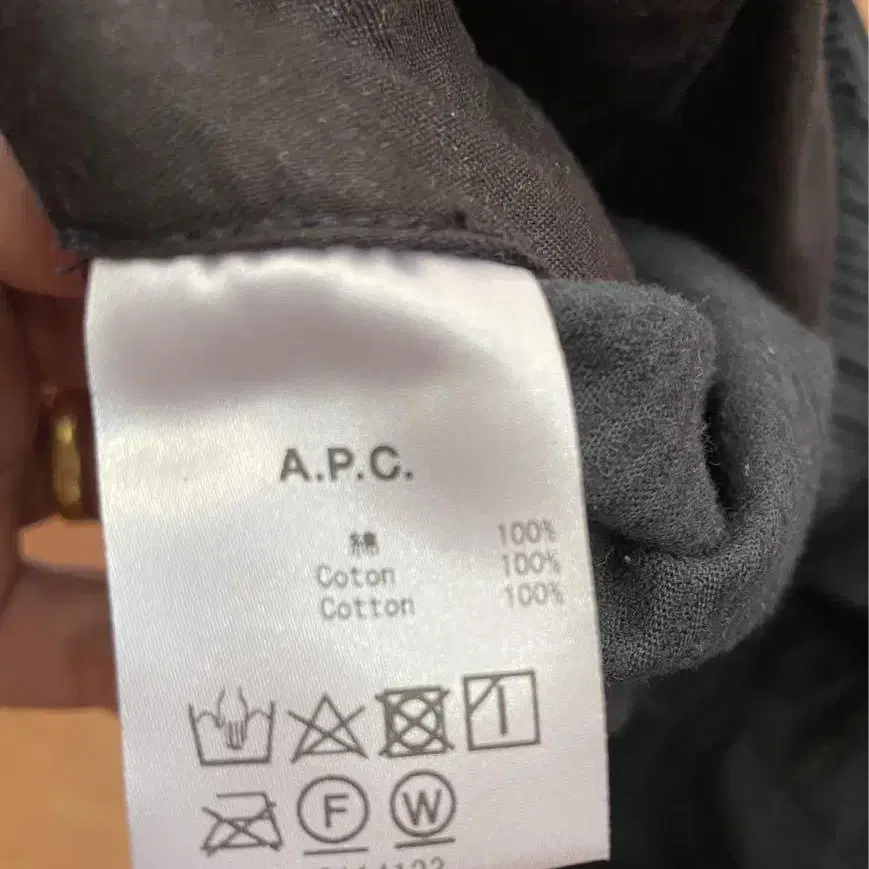 A.P.C.
綿 100%
Coton 100%
Cotton 100%
F W